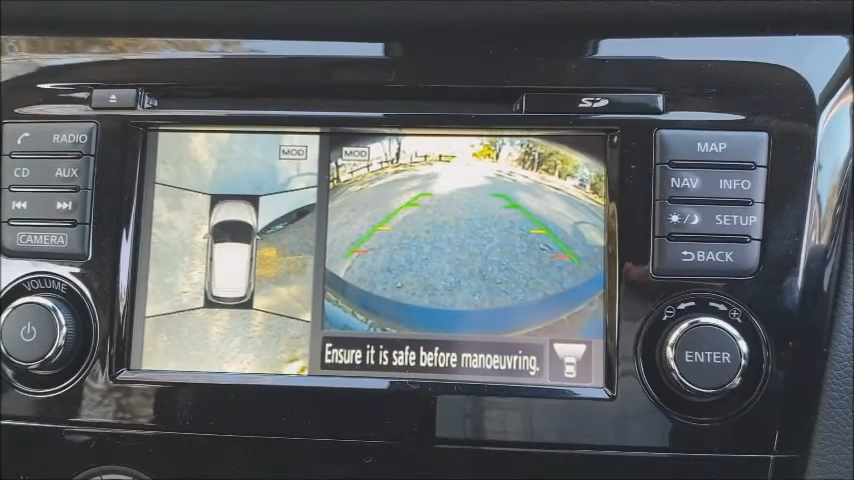 SD
RADIO
CD AUX
CAMERA
VOLUME
MOD
MOD
Ensure it is safe before manoeuvring.
MAP
NAV INFO
SETUP
BACK
ENTER